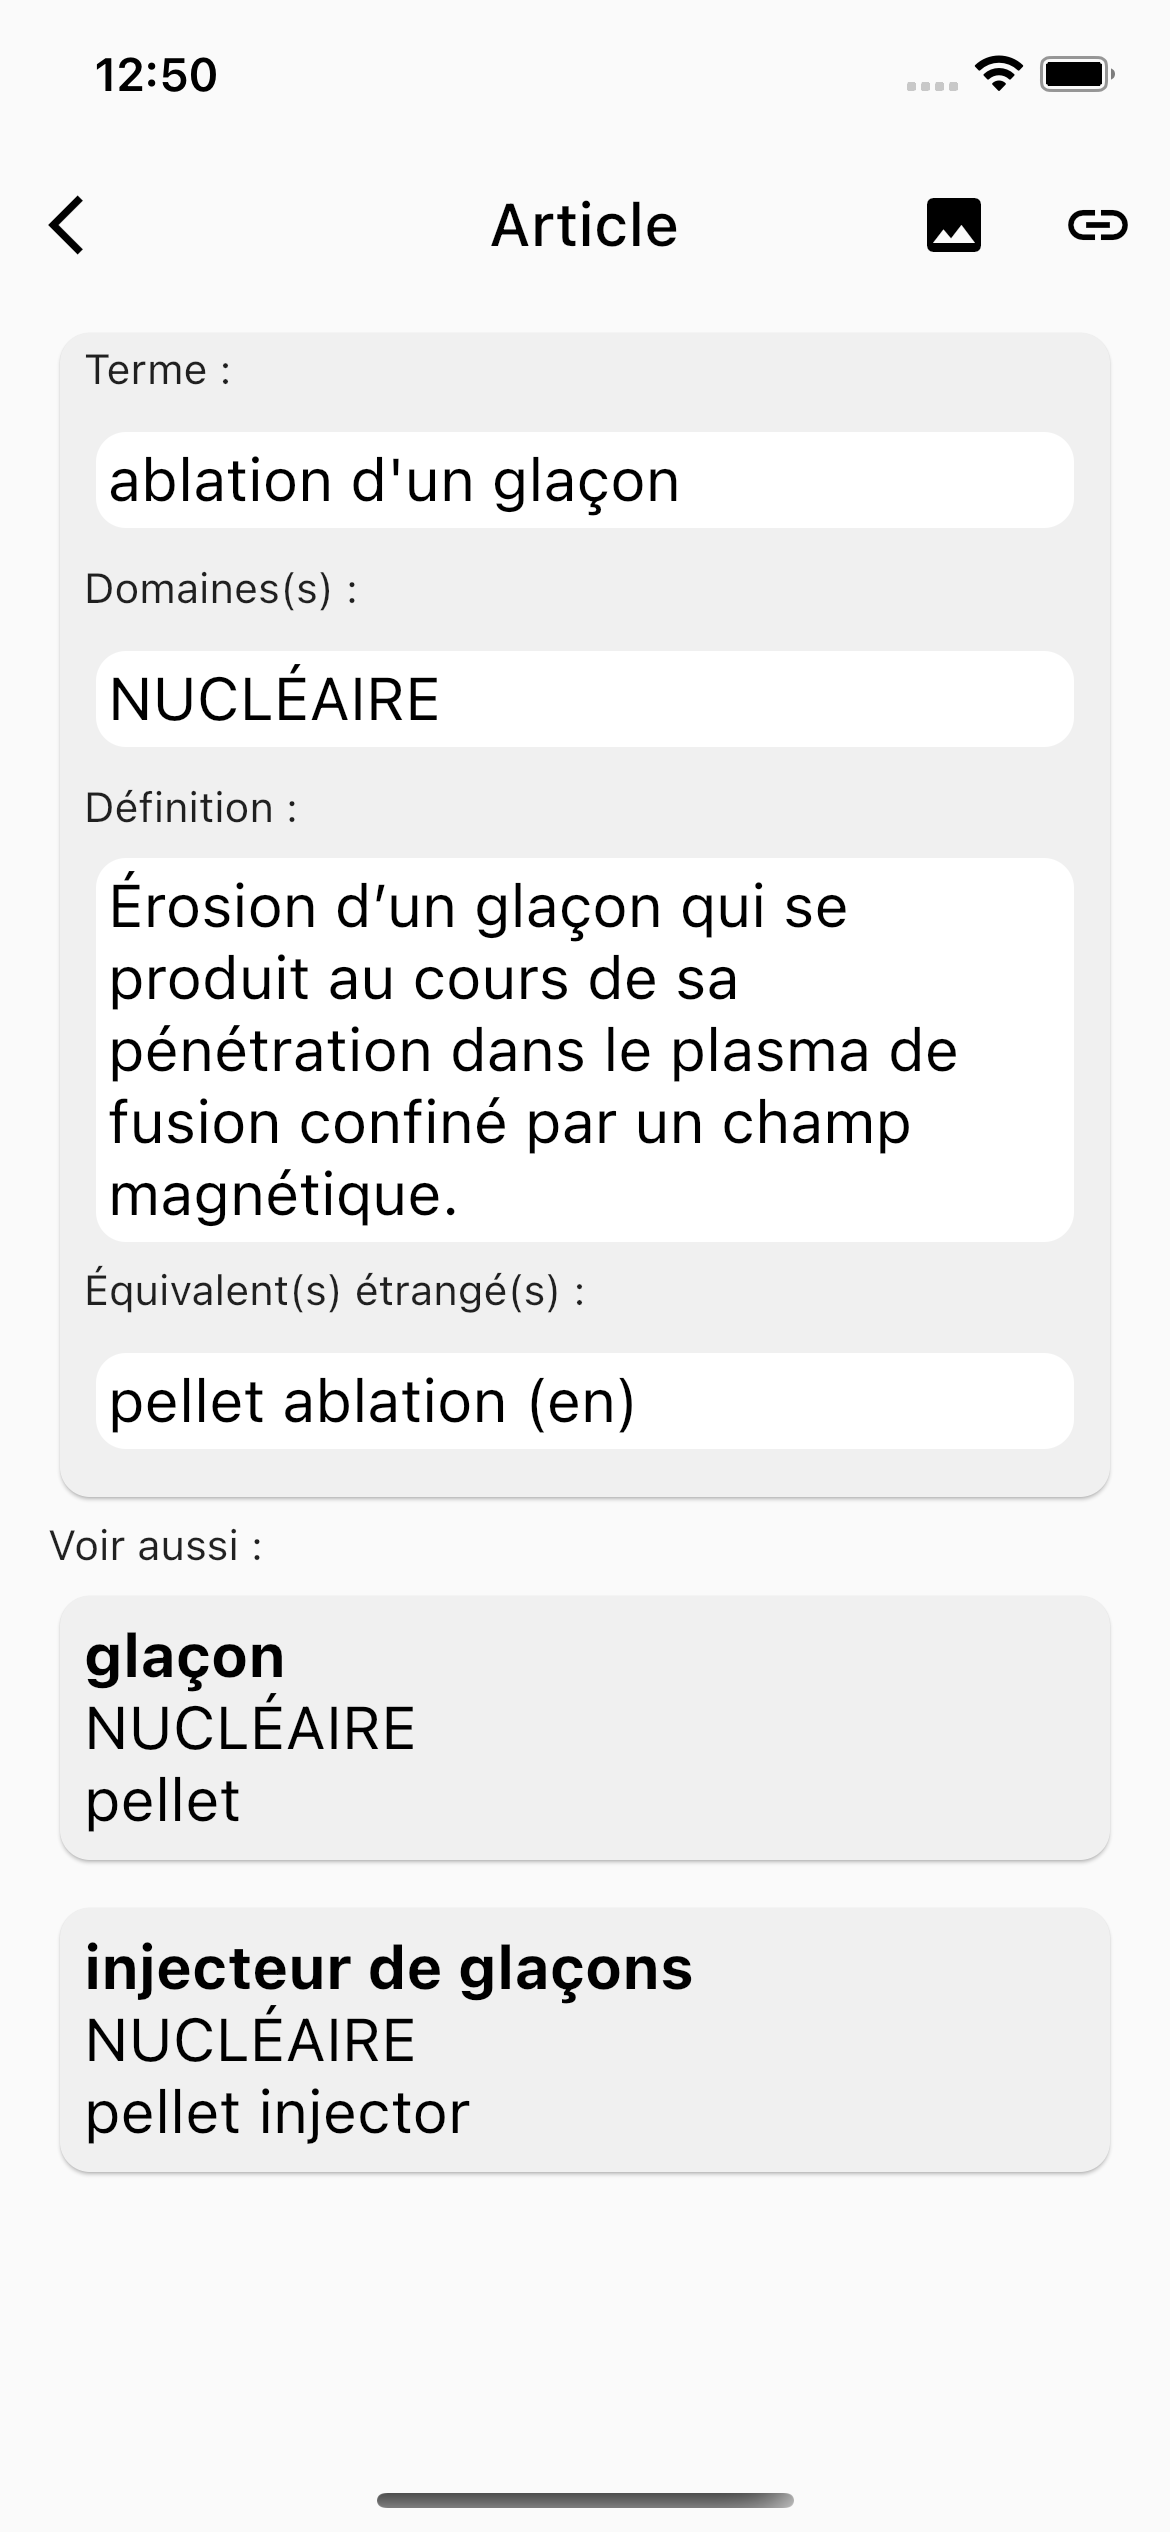 12:50
Article
Terme :
ablation d'un glaçon
Domaines(s) :
NUCLÉAIRE
Définition :
Érosion d’un glaçon qui se
produit au cours de sa
pénétration dans le plasma de
fusion confiné par un champ
magnétique.
Équivalent(s) étrangé(s) :
pellet ablation (en)
Voir aussi :
glaçon
NUCLÉAIRE
pellet
injecteur de glaçons
NUCLÉAIRE
pellet injector